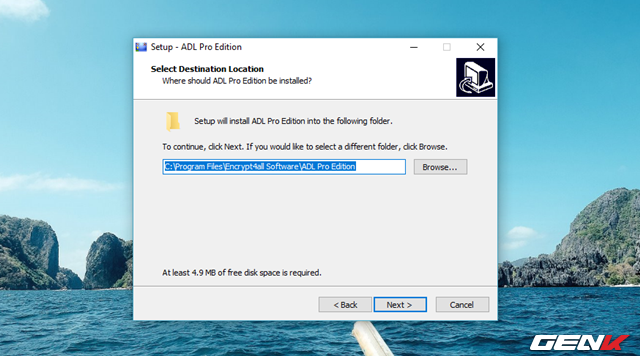 Setup - ADL Pro Edition
Select Destination Location
Where should ADL Pro Edition be installed?
Setup will install ADL Pro Edition into the following folder.
To continue, click Next. If you would like to select a different folder, click Browse.
C:\Program Files\Encrypt4all Software\ADL Pro Edition
Browse...
At least 4.9 MB of free disk space is required.
< Back
Next >
Cancel
GENK